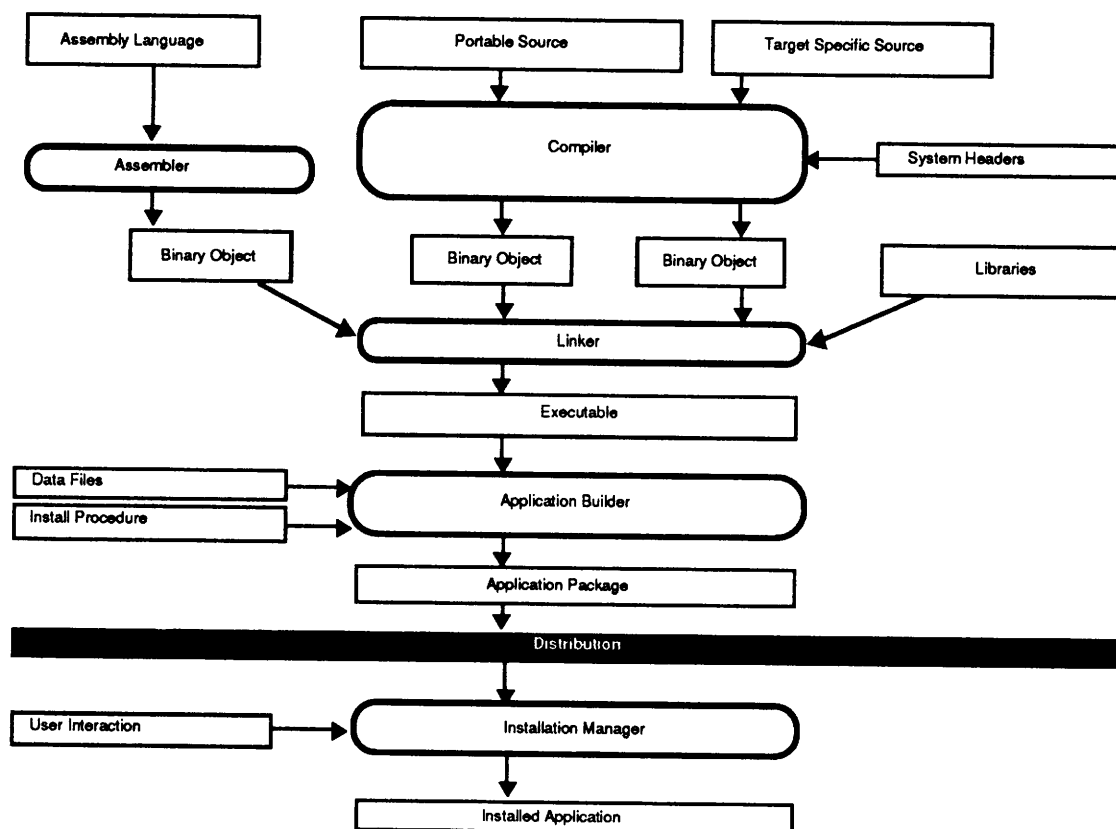 Assembly Language
Portable Source
Target Specific Source
Compiler
Assembler
System Headers
Binary Object
Binary Object
Binary Object
Libraries
Linker
Executable
Data Files
Application Builder
Install Procedure
Application Package
Distribution
User Interaction
Installation Manager
Installed Application